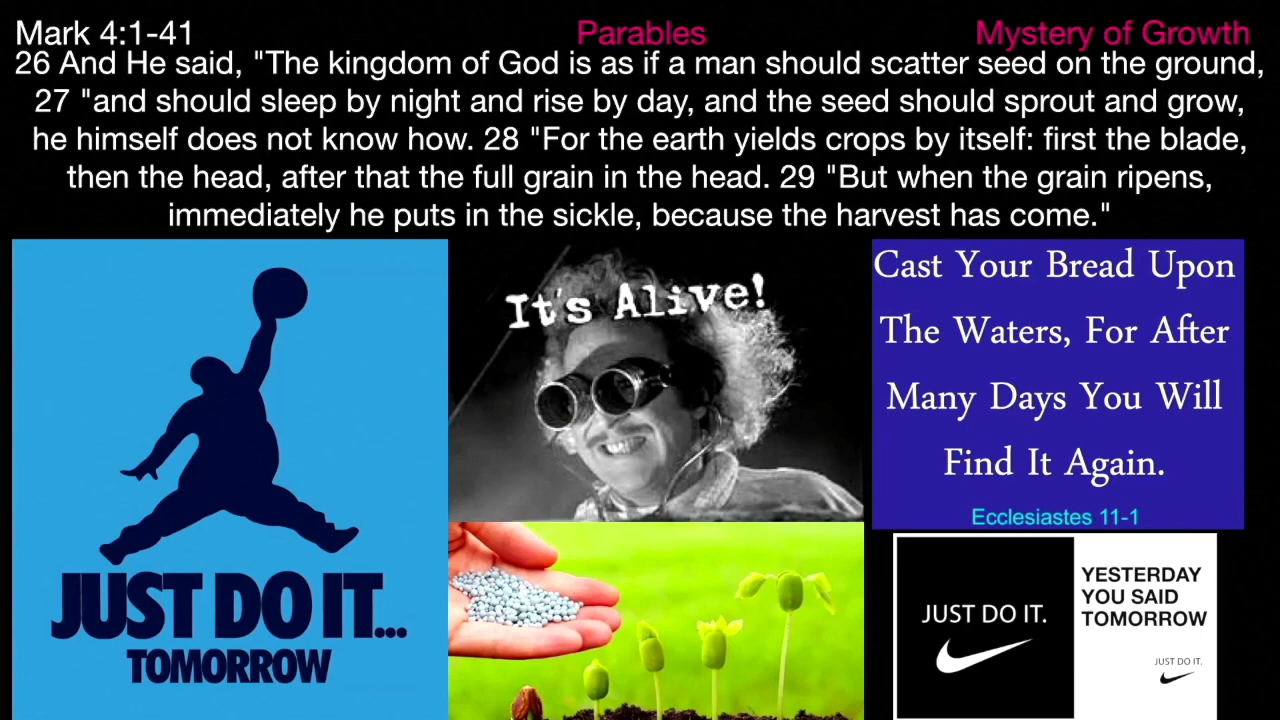 Mark 4:1-41
Parables
Mystery of Growth
26 And He said, "The kingdom of God is as if a man should scatter seed on the ground,
27 "and should sleep by night and rise by day, and the seed should sprout and grow,
he himself does not know how. 28 "For the earth yields crops by itself: first the blade,
then the head, after that the full grain in the head. 29 "But when the grain ripens,
immediately he puts in the sickle, because the harvest has come."
JUST DO IT...
TOMORROW
It's Alive!
Cast Your Bread Upon
The Waters, For After
Many Days You Will
Find It Again.
Ecclesiastes 11-1
JUST DO IT.
YESTERDAY
YOU SAID
TOMORROW
JUST DO IT.